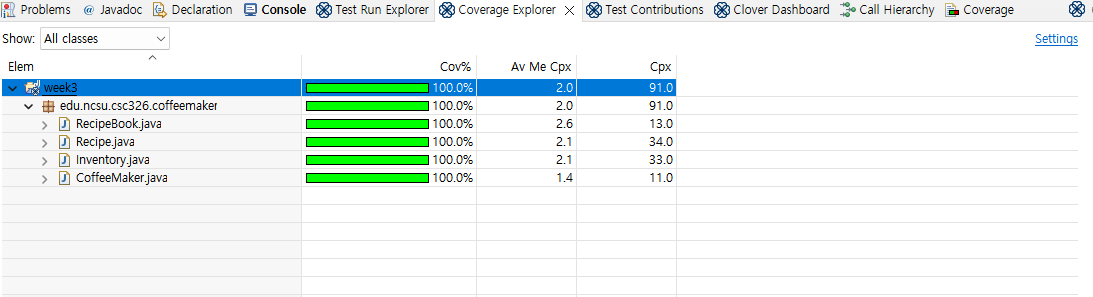 Problems @ Javadoc Declaration Console Test Run Explorer Coverage Explorer Test Contributions Clover Dashboard Call Hierarchy Coverage
Show: All classes Settings
Elem Cov% Av Me Cpx Cpx
week3 100.0% 2.0 91.0
edu.ncsu.csc326.coffeemaker 100.0% 2.0 91.0
RecipeBook.java 100.0% 2.6 13.0
Recipe.java 100.0% 2.1 34.0
Inventory.java 100.0% 2.1 33.0
CoffeeMaker.java 100.0% 1.4 11.0